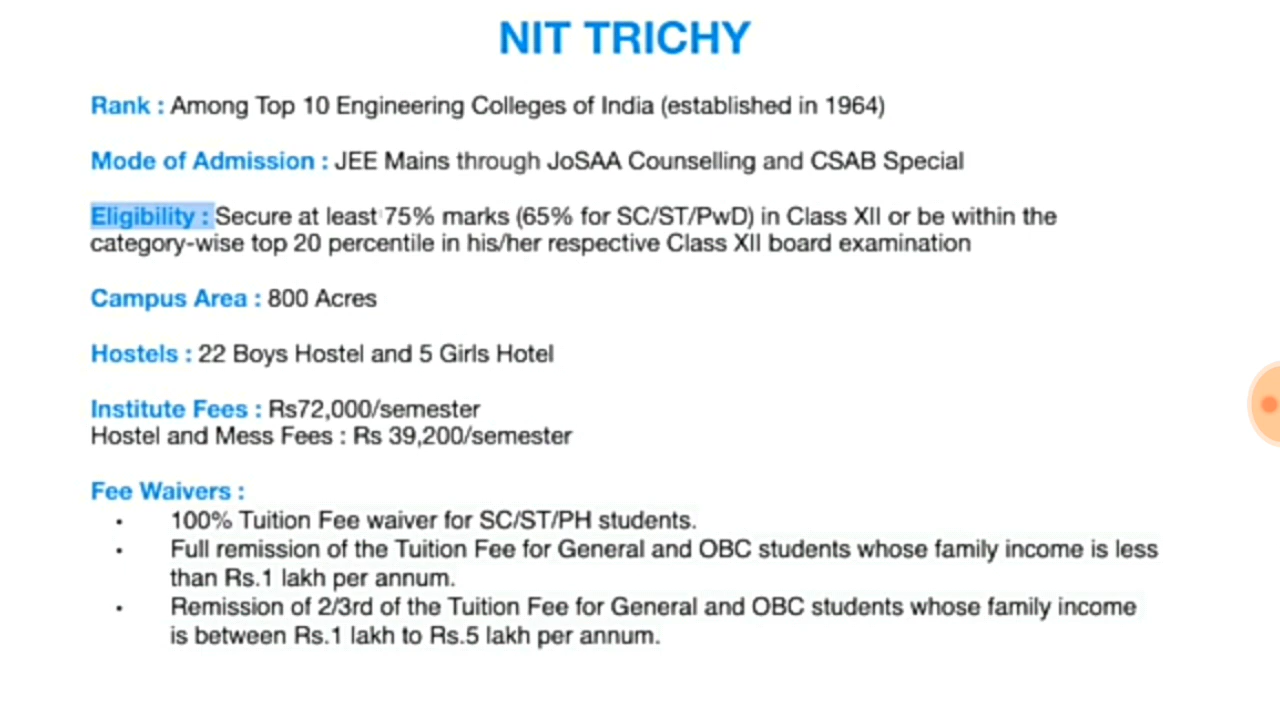 NIT TRICHY
Rank : Among Top 10 Engineering Colleges of India (established in 1964)
Mode of Admission : JEE Mains through JoSAA Counselling and CSAB Special
Eligibility : Secure at least 75% marks (65% for SC/ST/PwD) in Class XII or be within the
category-wise top 20 percentile in his/her respective Class XII board examination
Campus Area : 800 Acres
Hostels : 22 Boys Hostel and 5 Girls Hotel
Institute Fees : Rs72,000/semester
Hostel and Mess Fees : Rs 39,200/semester
Fee Waivers :
• 100% Tuition Fee waiver for SC/ST/PH students.
• Full remission of the Tuition Fee for General and OBC students whose family income is less
than Rs.1 lakh per annum.
• Remission of 2/3rd of the Tuition Fee for General and OBC students whose family income
is between Rs.1 lakh to Rs.5 lakh per annum.